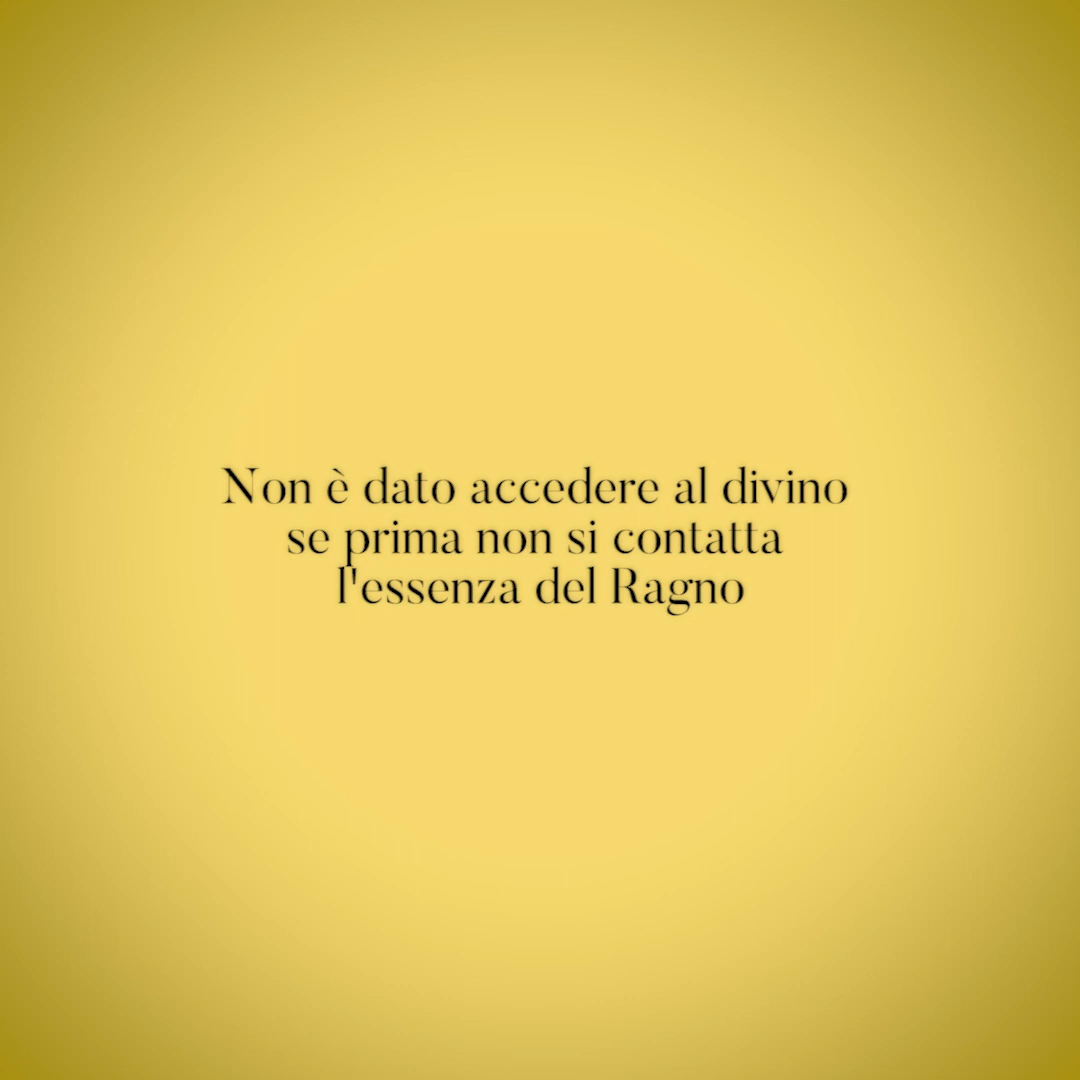 Non è dato accedere al divino
se prima non si contatta
l'essenza del Ragno